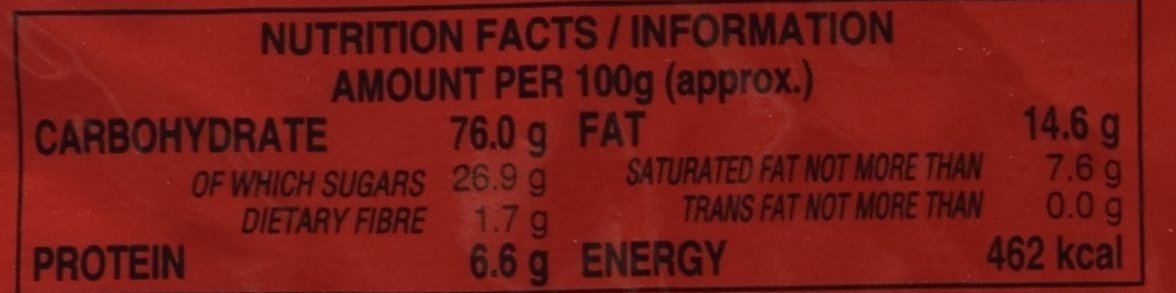 NUTRITION FACTS / INFORMATION
AMOUNT PER 100g (approx.)
CARBOHYDRATE 76.0 g FAT 14.6 g
OF WHICH SUGARS 26.9 g SATURATED FAT NOT MORE THAN 7.6 g
DIETARY FIBRE 1.7 g TRANS FAT NOT MORE THAN 0.0 g
PROTEIN 6.6 g ENERGY 462 kcal